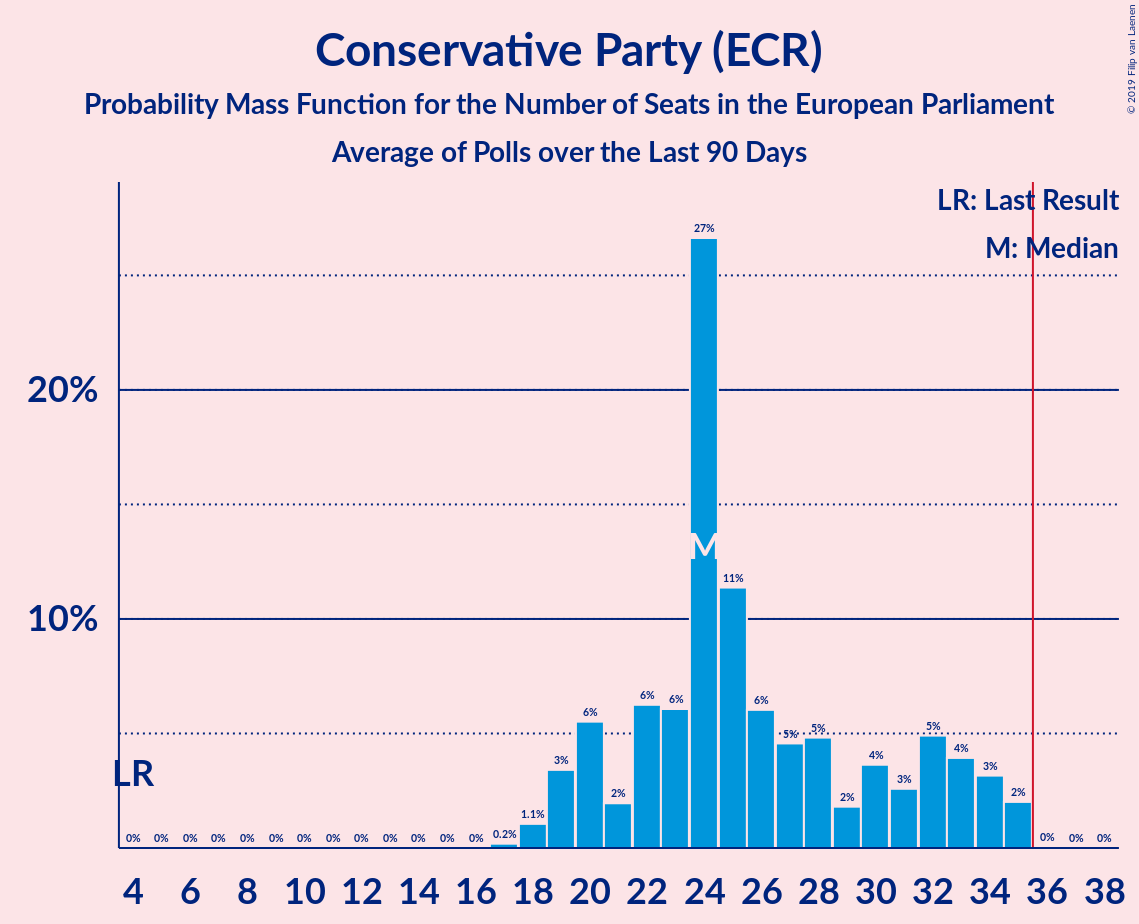 Conservative Party (ECR)
Probability Mass Function for the Number of Seats in the European Parliament
Average of Polls over the Last 90 Days
© 2019 Filip van Laenen
LR: Last Result
M: Median
27%
20%
M
11%
10%
6% 6% 6% 6% 5% 5% 5%
3% 2% 2% 4% 3% 4% 3% 2%
LR
0% 0% 0% 0% 0% 0% 0% 0% 0% 0% 0% 0% 0% 0.2% 1.1% 0% 0% 0%
4 6 8 10 12 14 16 18 20 22 24 26 28 30 32 34 36 38